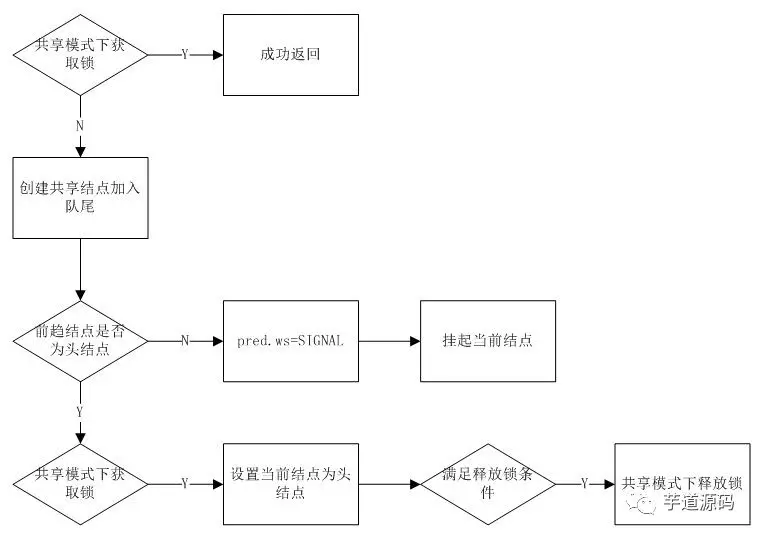 共享模式下获
取锁
Y
成功返回
N
创建共享结点加入
队尾
前趋结点是否
为头结点
N
pred.ws=SIGNAL
挂起当前结点
Y
共享模式下获
取锁
Y
设置当前结点为头
结点
满足释放锁条
件
Y
共享模式下释放锁
芋道源码